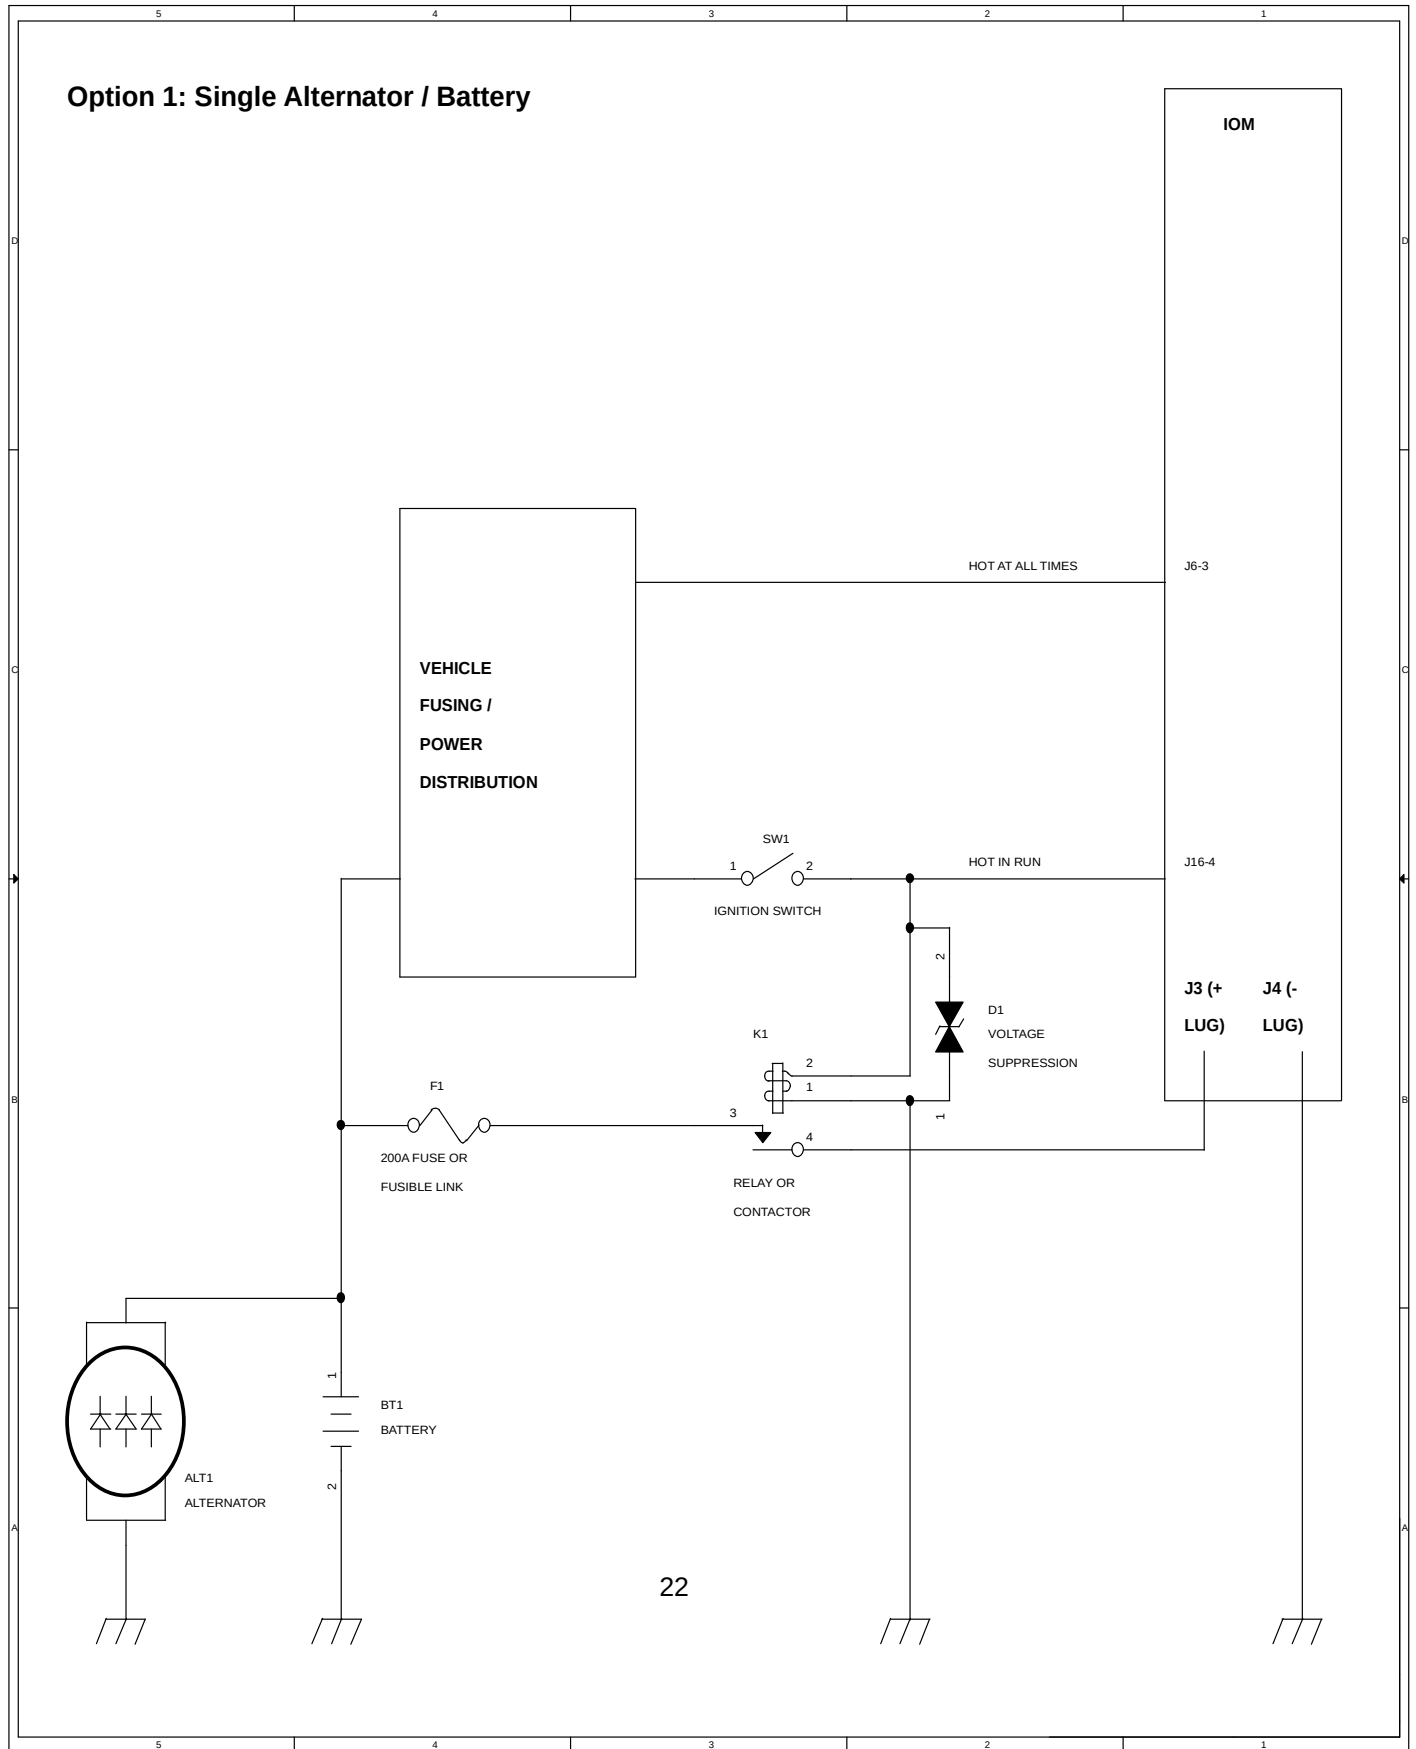 5 4 3 2 1
Option 1: Single Alternator / Battery
IOM
D D
HOT AT ALL TIMES J6-3
VEHICLE
FUSING /
POWER
DISTRIBUTION
C C
SW1
1 2
HOT IN RUN J16-4
IGNITION SWITCH
2
J3 (+
LUG)
J4 (-
LUG)
D1
VOLTAGE
SUPPRESSION
K1
2
1
F1
B B
3
1
4
200A FUSE OR
FUSIBLE LINK
RELAY OR
CONTACTOR
1
BT1
BATTERY
2
ALT1
ALTERNATOR
A A
22
5 4 3 2 1